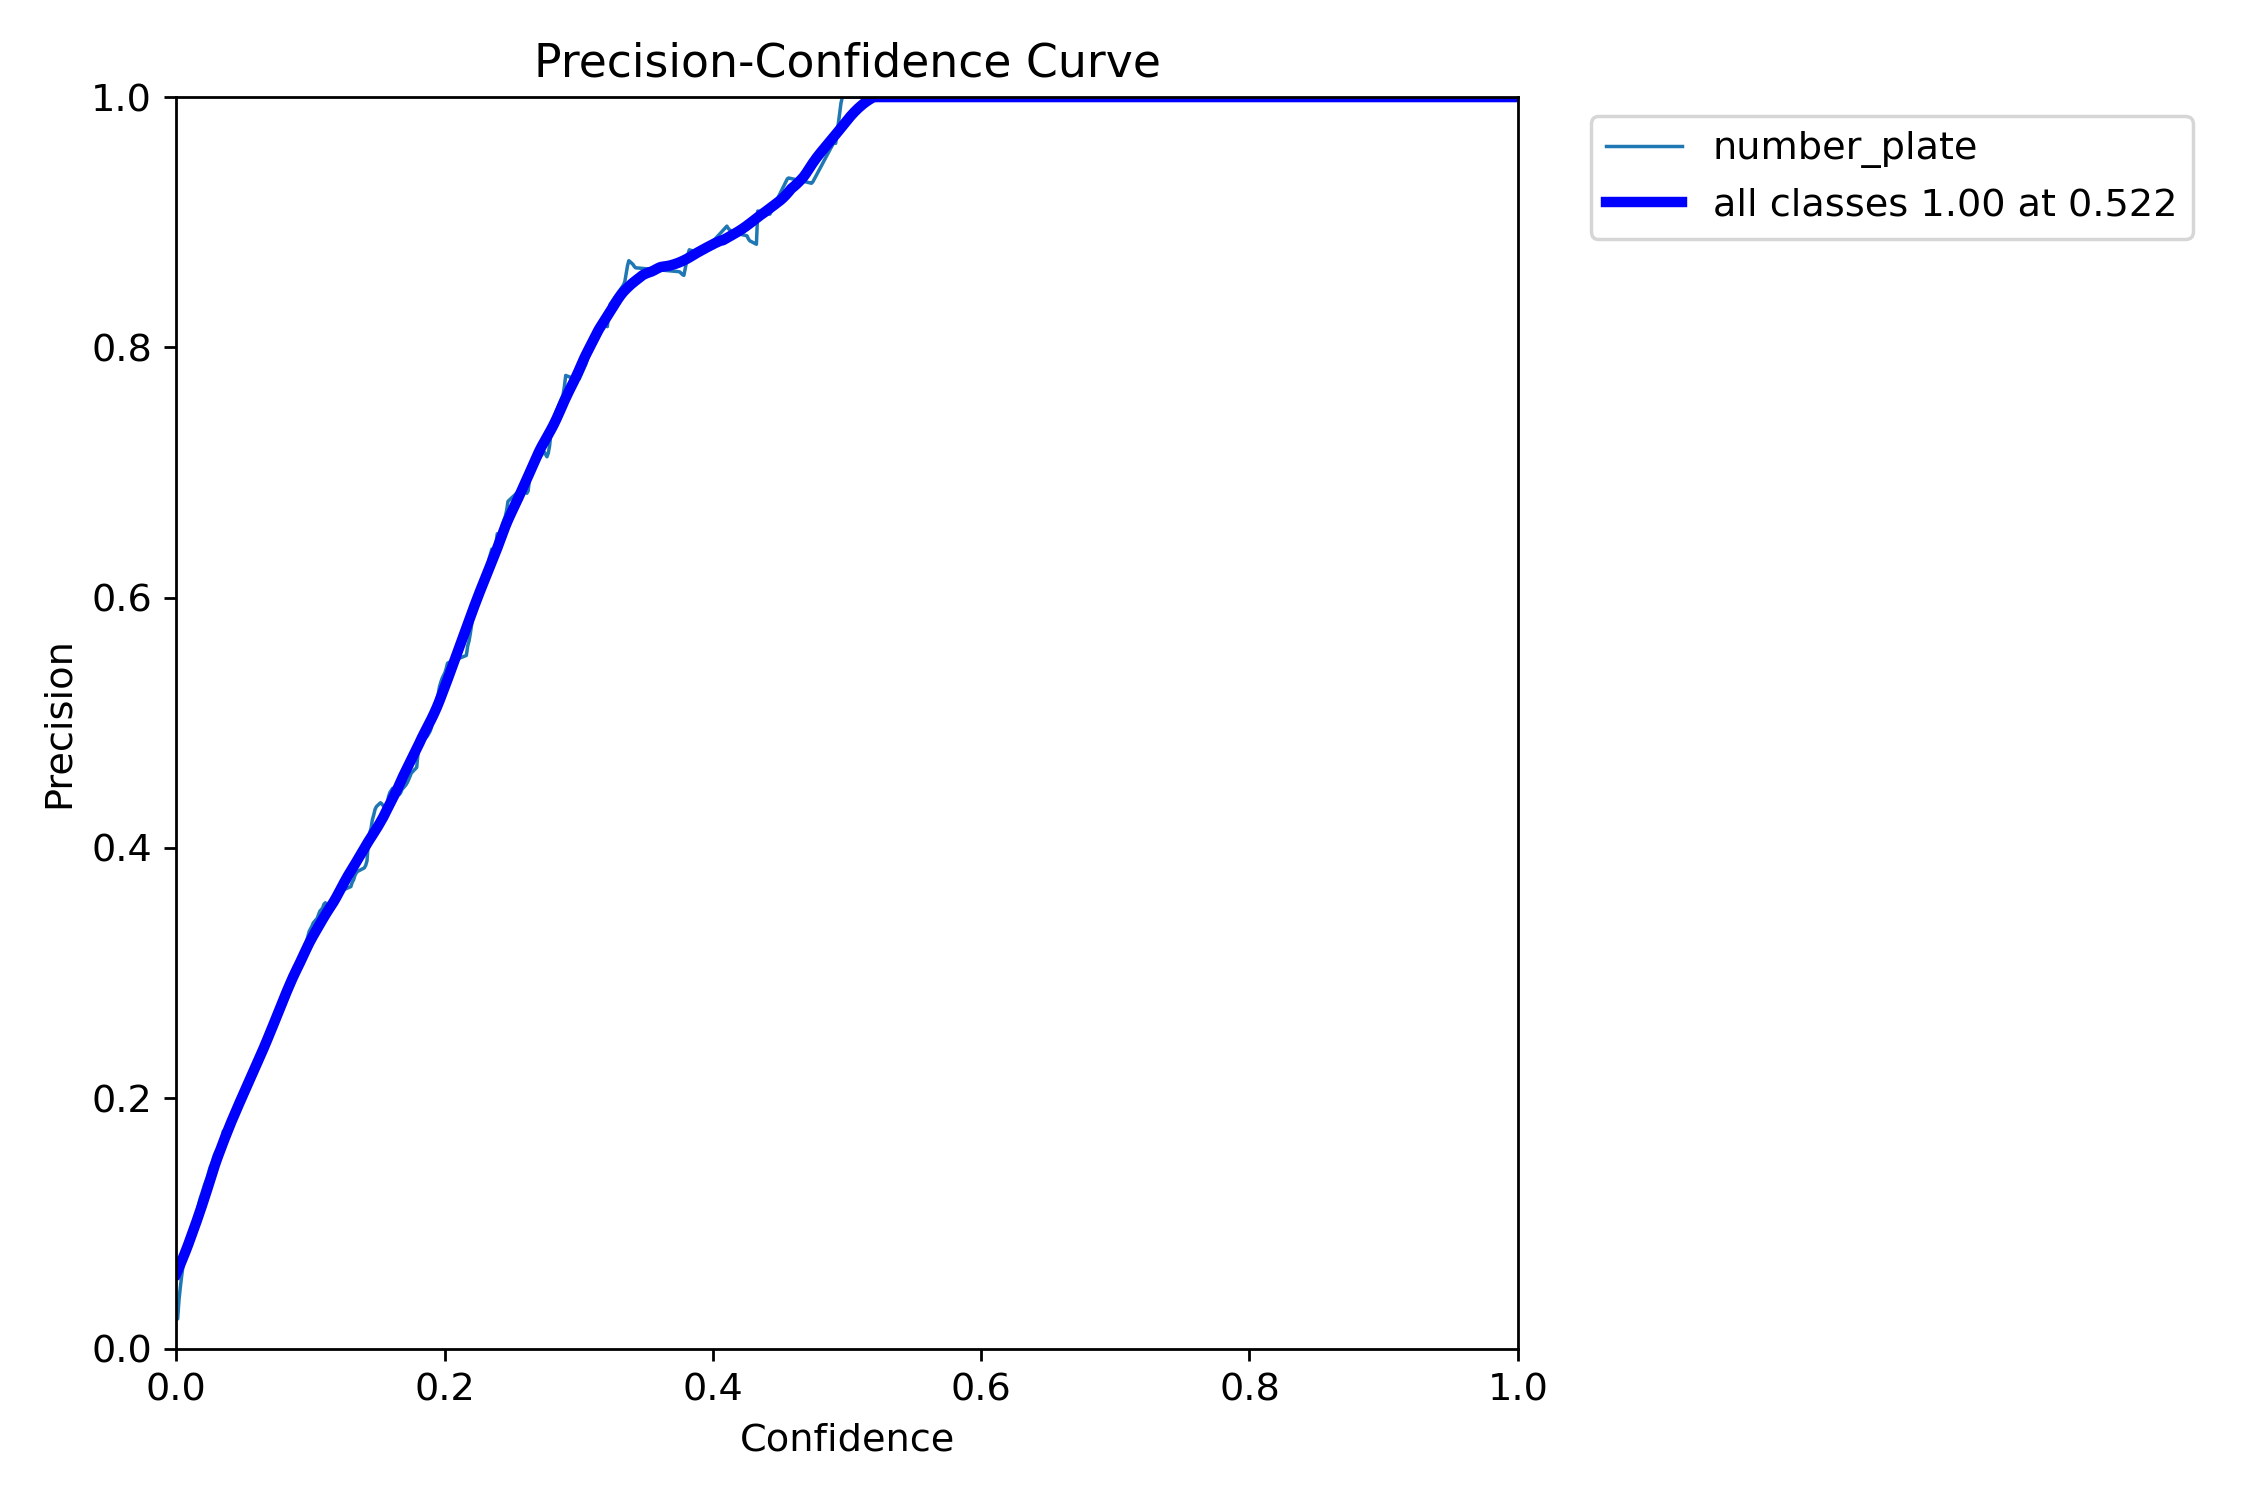 Precision-Confidence Curve
1.0
0.8
0.6
0.4
0.2
0.0
Precision
0.0 0.2 0.4 0.6 0.8 1.0
Confidence
number_plate
all classes 1.00 at 0.522